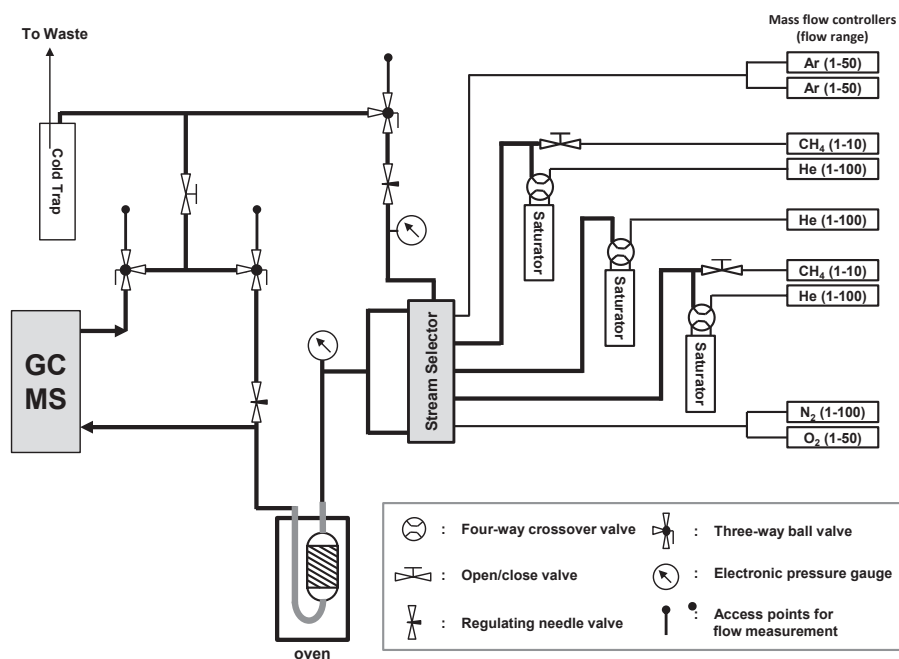 To Waste
Mass flow controllers
(flow range)
Ar (1-50)
Ar (1-50)
CH₄ (1-10)
He (1-100)
He (1-100)
CH₄ (1-10)
He (1-100)
N₂ (1-100)
O₂ (1-50)
Cold Trap
Saturator
Saturator
Saturator
Stream Selector
GC
MS
oven
: Four-way crossover valve
: Three-way ball valve
: Open/close valve
: Electronic pressure gauge
: Regulating needle valve
: Access points for
flow measurement